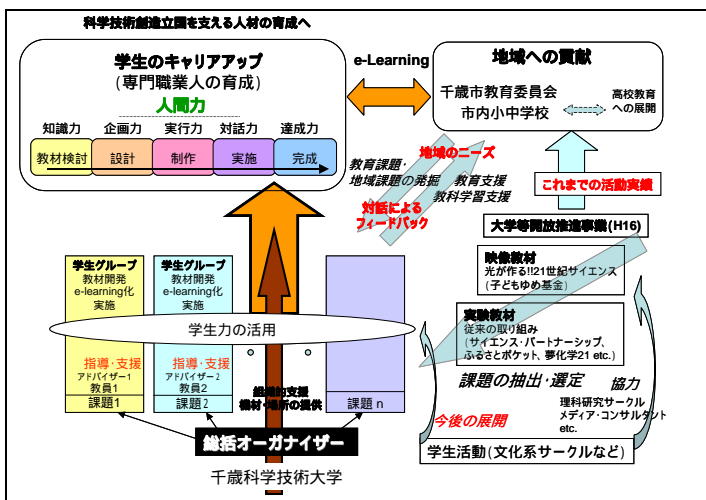 科学技術創造立国を支える人材の育成へ
学生のキャリアアップ
(専門職業人の育成)
人間力
知識力
企画力
実行力
対話力
達成力
教材検討
設計
制作
実施
完成
e-Learning
地域への貢献
千歳市教育委員会
市内小中学校
高校教育
への展開
地域のニーズ
教育課題・
地域課題の発掘
教育支援
教科学習支援
対話による
フィードバック
これまでの活動実績
大学等開放推進事業(H16)
映像教材
光が作る!!21世紀サイエンス
(子どもゆめ基金)
実験教材
従来の取り組み
(サイエンス・パートナーシップ、
ふるさとポケット、夢化学21 etc.)
課題の抽出・選定
協力
理科研究サークル
メディア・コンサルタント
etc.
今後の展開
学生活動(文化系サークルなど)
学生グループ
教材開発
e-learning化
実施
学生グループ
教材開発
e-learning化
実施
学生力の活用
指導・支援
アドバイザー1
教員1
課題1
指導・支援
アドバイザー2
教員2
課題2
組織的支援
機材・場所の提供
課題n
総括オーガナイザー
千歳科学技術大学